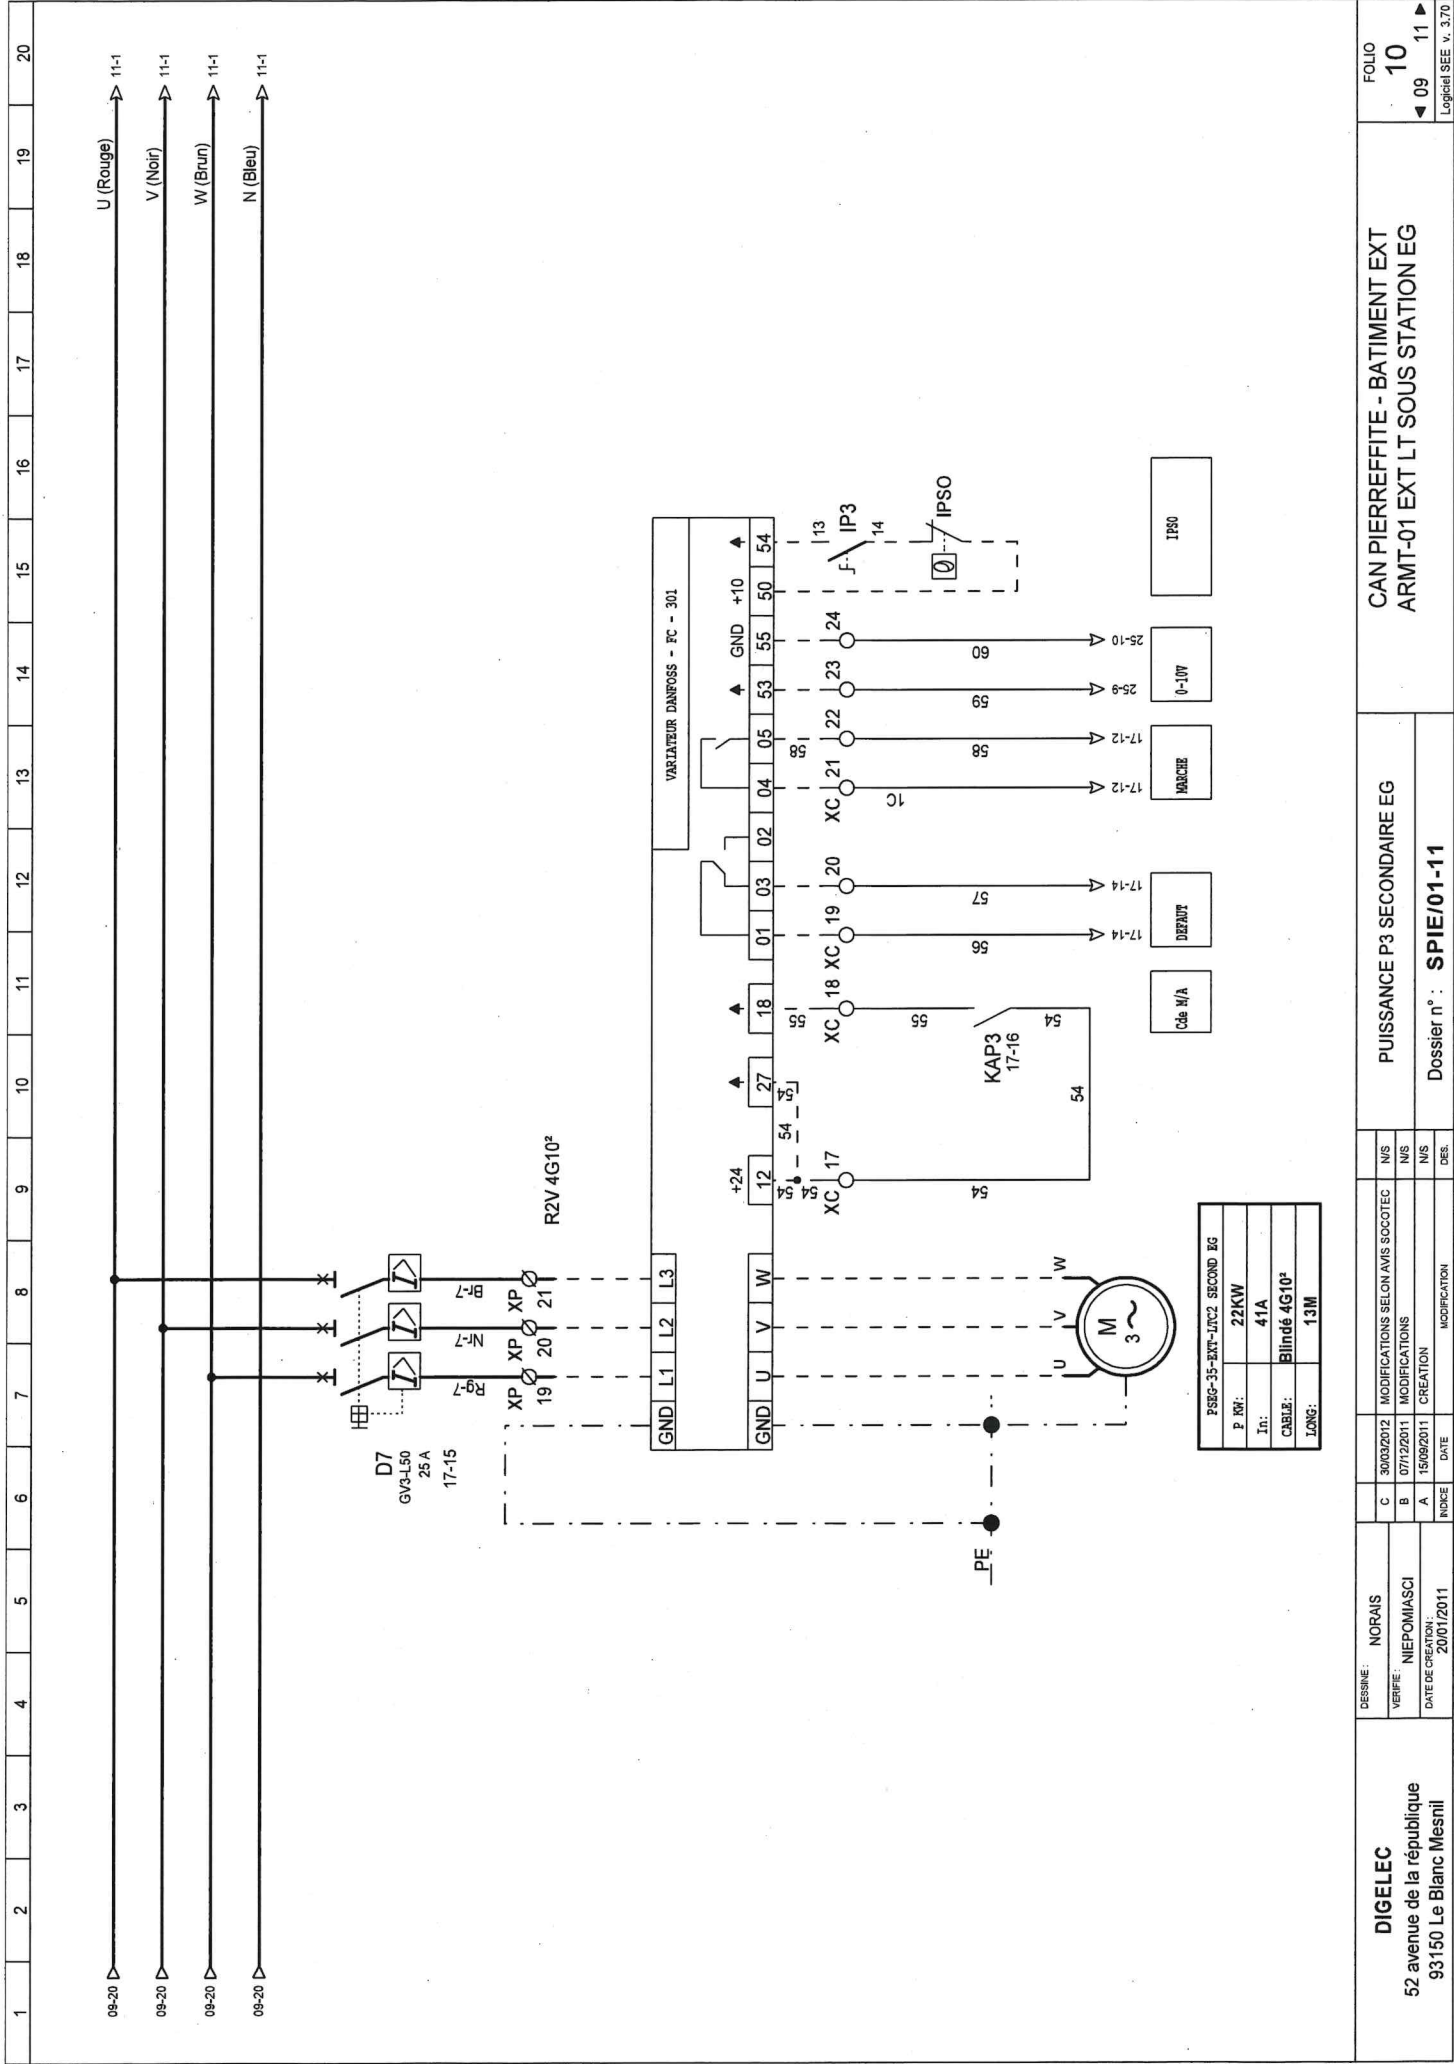 1 2 3 4 5 6 7 8 9 10 11 12 13 14 15 16 17 18 19 20
09-20 U (Rouge) 11-1
09-20 V (Noir) 11-1
09-20 W (Brun) 11-1
09-20 N (Bleu) 11-1
D7
GV3-L50
25 A
17-15
Rg-7 Nr-7 Br-7
XP XP XP
19 20 21
R2V 4G10²
GND L1 L2 L3
VARIATEUR DANFOSS - FC - 301
+24 GND +10
GND U V W 12 27 18 01 03 02 04 05 53 55 50 54
54 54 54 54 55 58
XC 17 XC 18 XC 19 20 XC 21 22 23 24
13
IP3
14
IPSO
54 55 56 57 1C 58 59 60
KAP3
17-16
54
54
PE
U V W
M
3 ~
17-14 17-14 17-12 17-12 25-9 25-10
Cde M/A
DEFAUT
MARCHE
0-10V
IPSO
PSEG-35-EXT-LTC2 SECOND EG
P KW: 22KW
In: 41A
CABLE: Blindé 4G10²
LONG: 13M
DIGELEC
52 avenue de la république
93150 Le Blanc Mesnil
DESSINE : NORAIS
VERIFIE : NIEPOMIASCI
DATE DE CREATION : 20/01/2011
C 30/03/2012 MODIFICATIONS SELON AVIS SOCOTEC N/S
B 07/12/2011 MODIFICATIONS N/S
A 15/09/2011 CREATION N/S
INDICE DATE MODIFICATION DES.
PUISSANCE P3 SECONDAIRE EG
Dossier n° : SPIE/01-11
CAN PIERREFFITE - BATIMENT EXT
ARMT-01 EXT LT SOUS STATION EG
FOLIO
10
09 11
Logiciel SEE v. 3.70